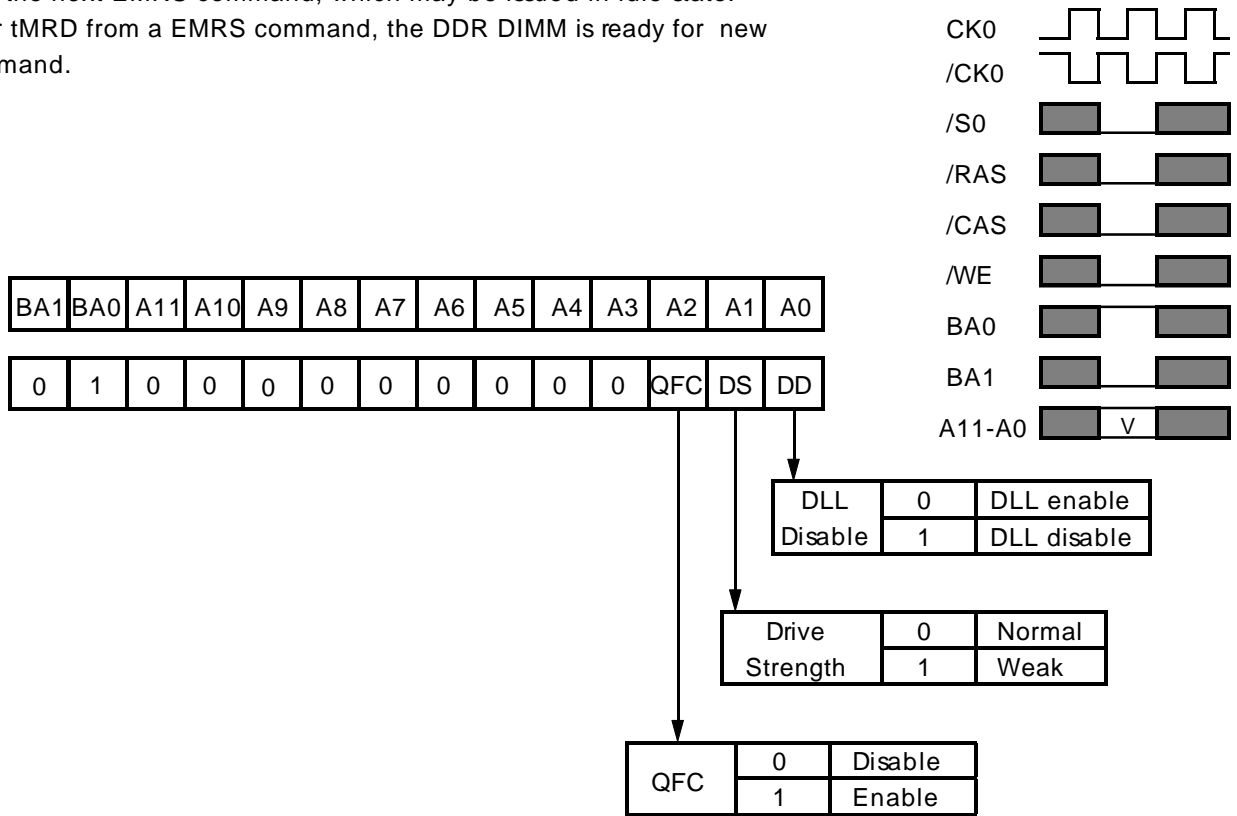 r tMRD from a EMRS command, the DDR DIMM is ready for new
mand.
CK0
/CK0
/S0
/RAS
/CAS
/WE
BA0
BA1
A11-A0 V
BA1 BA0 A11 A10 A9 A8 A7 A6 A5 A4 A3 A2 A1 A0
0 1 0 0 0 0 0 0 0 0 0 QFC DS DD
DLL Disable
0 DLL enable
1 DLL disable
Drive Strength
0 Normal
1 Weak
QFC
0 Disable
1 Enable